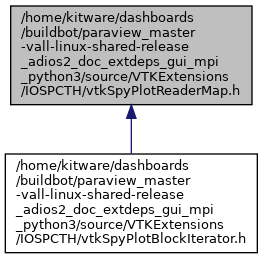 /home/kitware/dashboards
/buildbot/paraview_master
-vall-linux-shared-release
_adios2_doc_extdeps_gui_mpi
_python3/source/VTKExtensions
/IOSPCTH/vtkSpyPlotReaderMap.h
/home/kitware/dashboards
/buildbot/paraview_master
-vall-linux-shared-release
_adios2_doc_extdeps_gui_mpi
_python3/source/VTKExtensions
/IOSPCTH/vtkSpyPlotBlockIterator.h